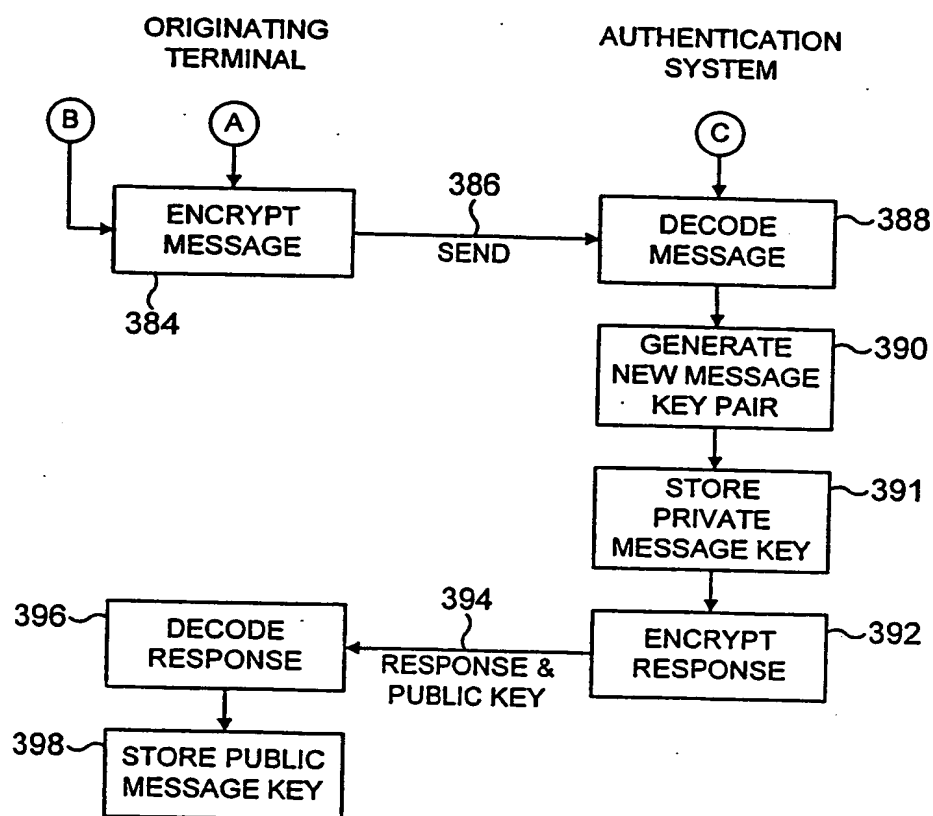 ORIGINATING
TERMINAL
AUTHENTICATION
SYSTEM
B
A
C
ENCRYPT
MESSAGE
384
386
SEND
DECODE
MESSAGE
388
GENERATE
NEW MESSAGE
KEY PAIR
390
STORE
PRIVATE
MESSAGE KEY
391
ENCRYPT
RESPONSE
392
394
RESPONSE &
PUBLIC KEY
396
DECODE
RESPONSE
398
STORE PUBLIC
MESSAGE KEY